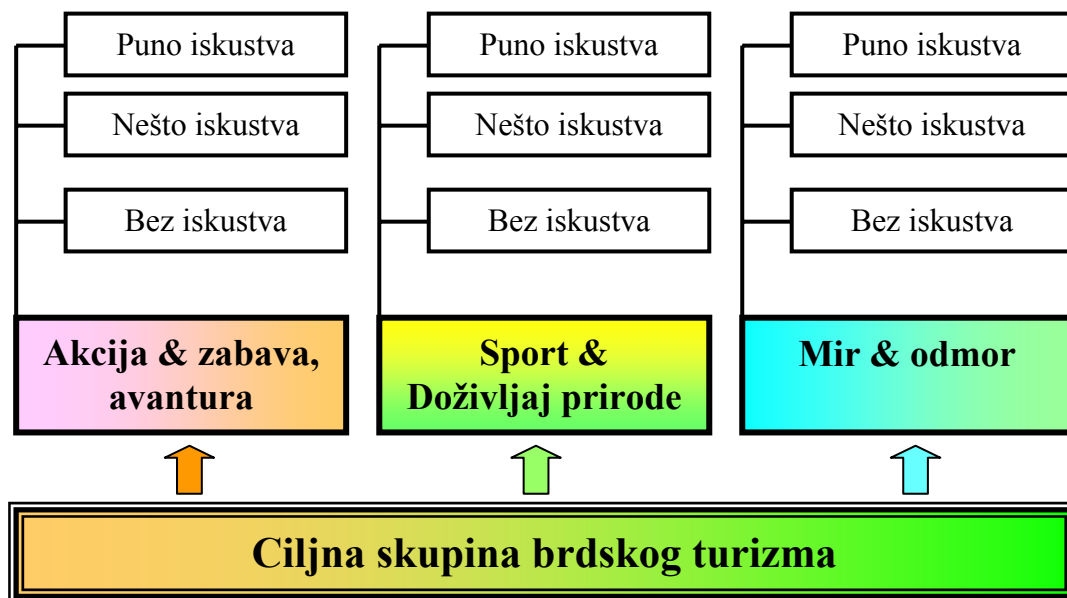 Puno iskustva
Nešto iskustva
Bez iskustva
Akcija & zabava,
avantura
Puno iskustva
Nešto iskustva
Bez iskustva
Sport &
Doživljaj prirode
Puno iskustva
Nešto iskustva
Bez iskustva
Mir & odmor
Ciljna skupina brdskog turizma